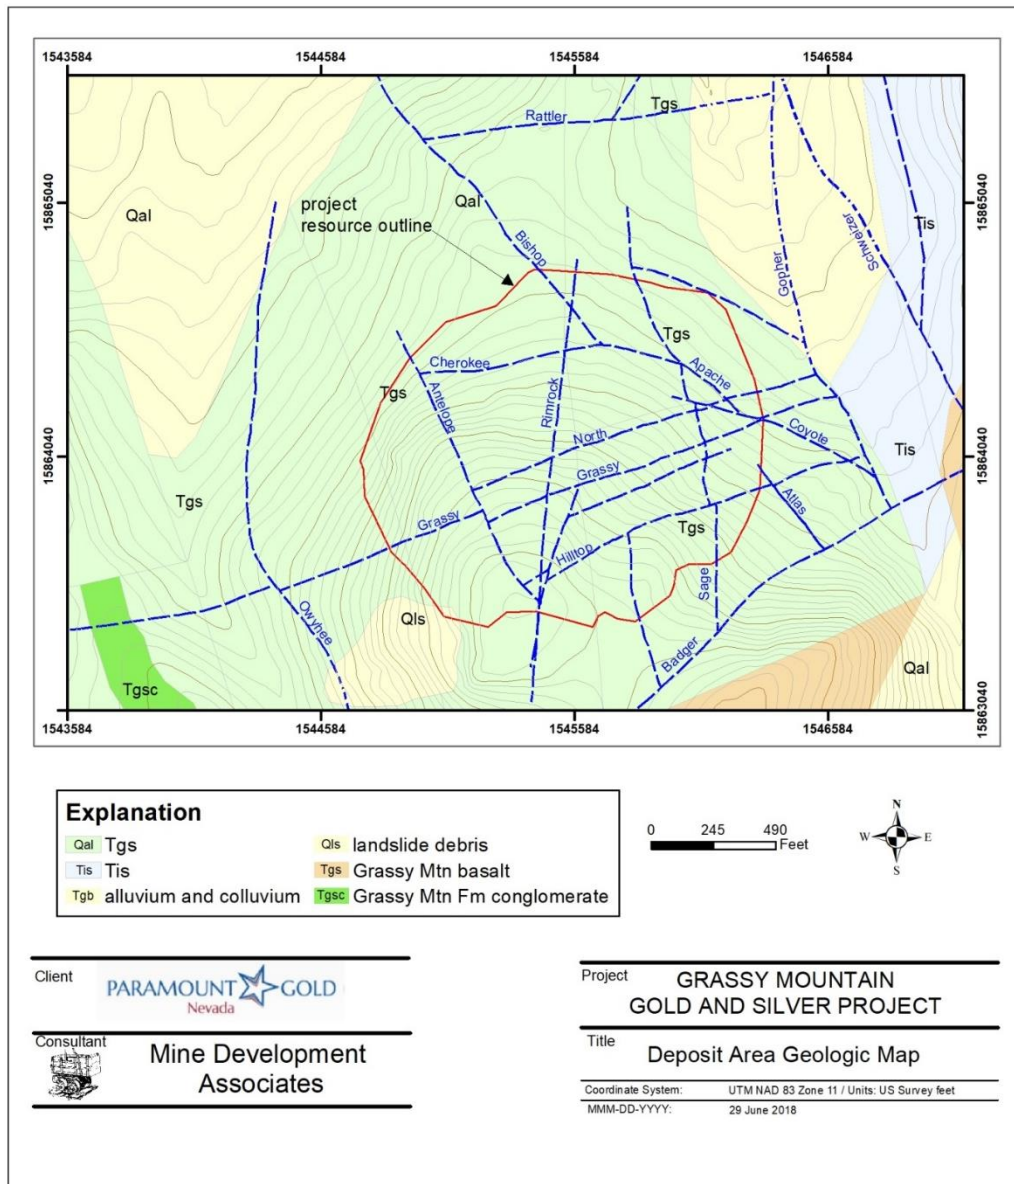 1543584 1544584 1545584 1546584
Rattler
Tgs
15865040
15865040
Qal
project
resource outline
Qal
Bishop
Gopher
Schweizer
Tis
Tgs
Cherokee
Apache
Tgs
Antelope
Rimrock
North
Coyote
15864040
Tis
15864040
Grassy
Tgs
Grassy
Atlas
Tgs
Hilltop
Sage
Owyhee
Qls
Badger
Tgsc
Qal
15863040
1543584 1544584 1545584 1546584
Explanation
Qal Tgs
Tis Tis
Tgb alluvium and colluvium
Qls landslide debris
Tgs Grassy Mtn basalt
Tgsc Grassy Mtn Fm conglomerate
0 245 490
Feet
N
W E
S
Client
PARAMOUNT GOLD
Nevada
Consultant
Mine Development
Associates
Project
GRASSY MOUNTAIN
GOLD AND SILVER PROJECT
Title
Deposit Area Geologic Map
Coordinate System: UTM NAD 83 Zone 11 / Units: US Survey feet
MMM-DD-YYYY: 29 June 2018